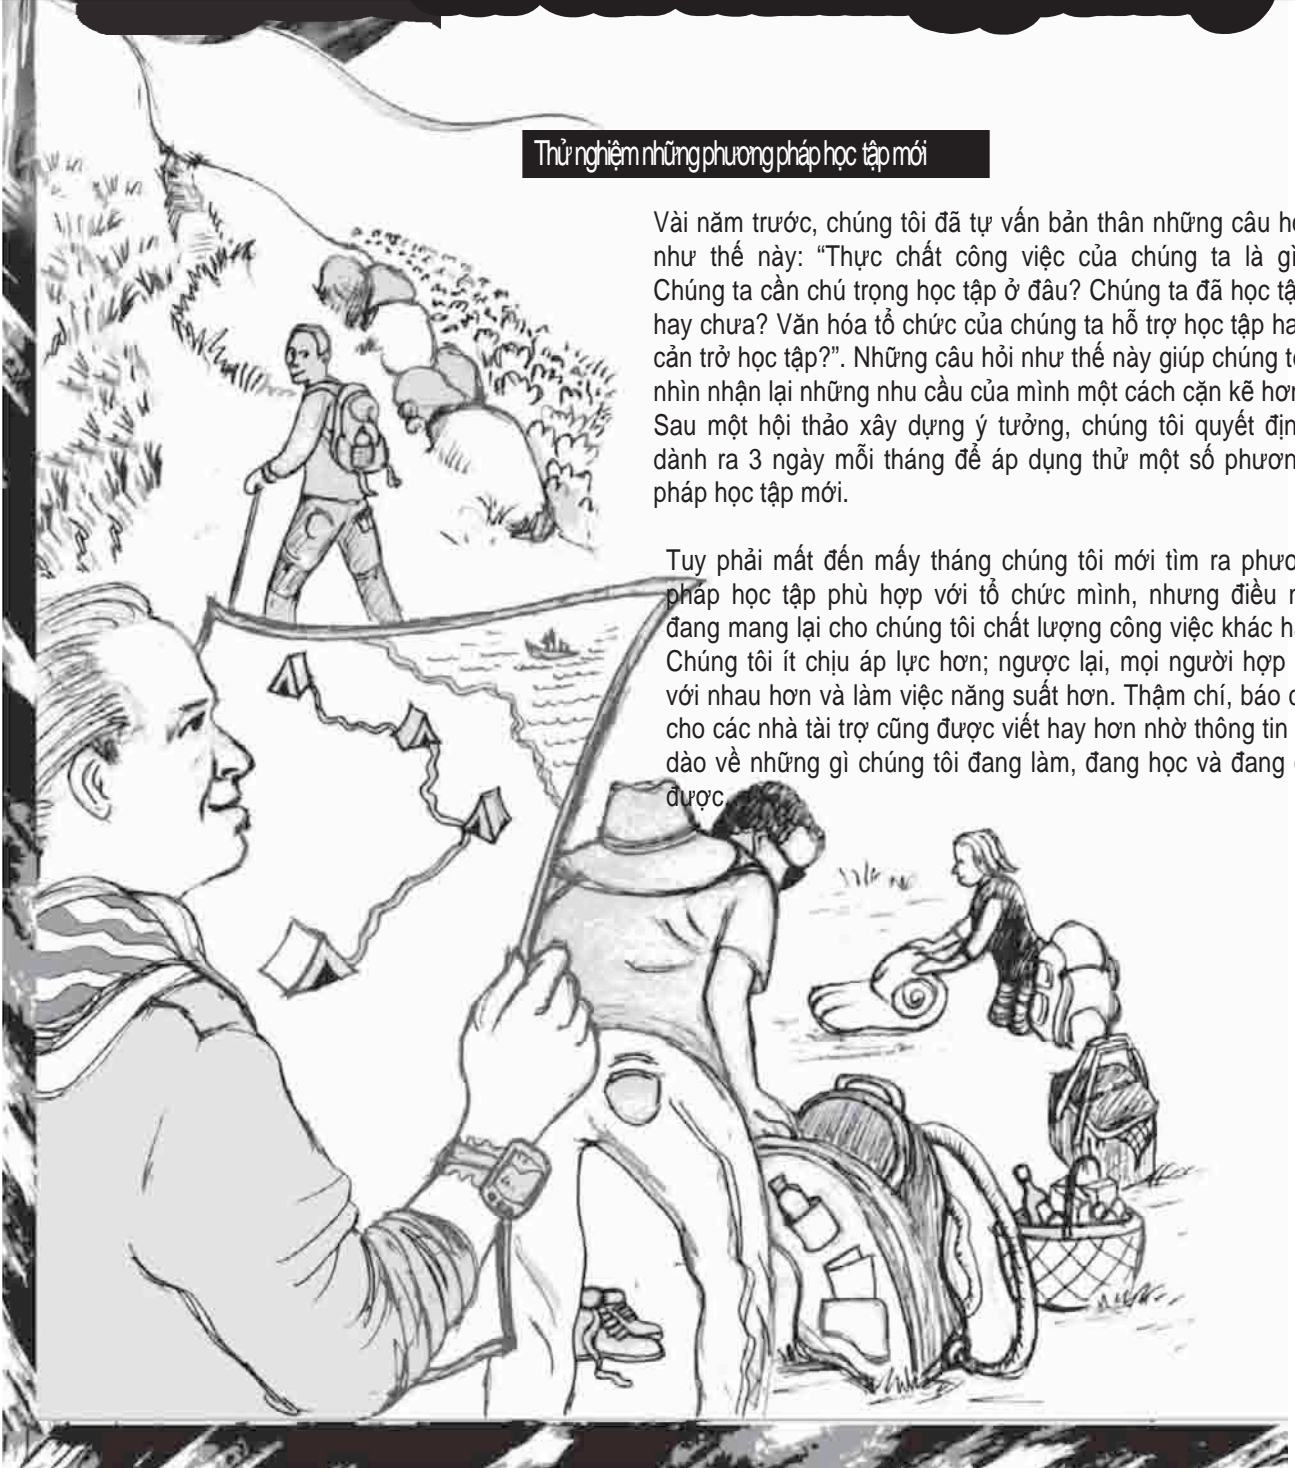 Thử nghiệm những phương pháp học tập mới
Vài năm trước, chúng tôi đã tự vấn bản thân những câu
như thế này: “Thực chất công việc của chúng ta là gì
Chúng ta cần chú trọng học tập ở đâu? Chúng ta đã học
hay chưa? Văn hóa tổ chức của chúng ta hỗ trợ học tập
cản trở học tập?”. Những câu hỏi như thế này giúp chúng
nhìn nhận lại những nhu cầu của mình một cách cặn kẽ hơn
Sau một hội thảo xây dựng ý tưởng, chúng tôi quyết
dành ra 3 ngày mỗi tháng để áp dụng thử một số
pháp học tập mới.
Tuy phải mất đến mấy tháng chúng tôi mới tìm ra
pháp học tập phù hợp với tổ chức mình, nhưng điều
đang mang lại cho chúng tôi chất lượng công việc khác
Chúng tôi ít chịu áp lực hơn; ngược lại, mọi người hợp
với nhau hơn và làm việc năng suất hơn. Thậm chí, báo
cho các nhà tài trợ cũng được viết hay hơn nhờ thông tin
dào về những gì chúng tôi đang làm, đang học và đang
được.